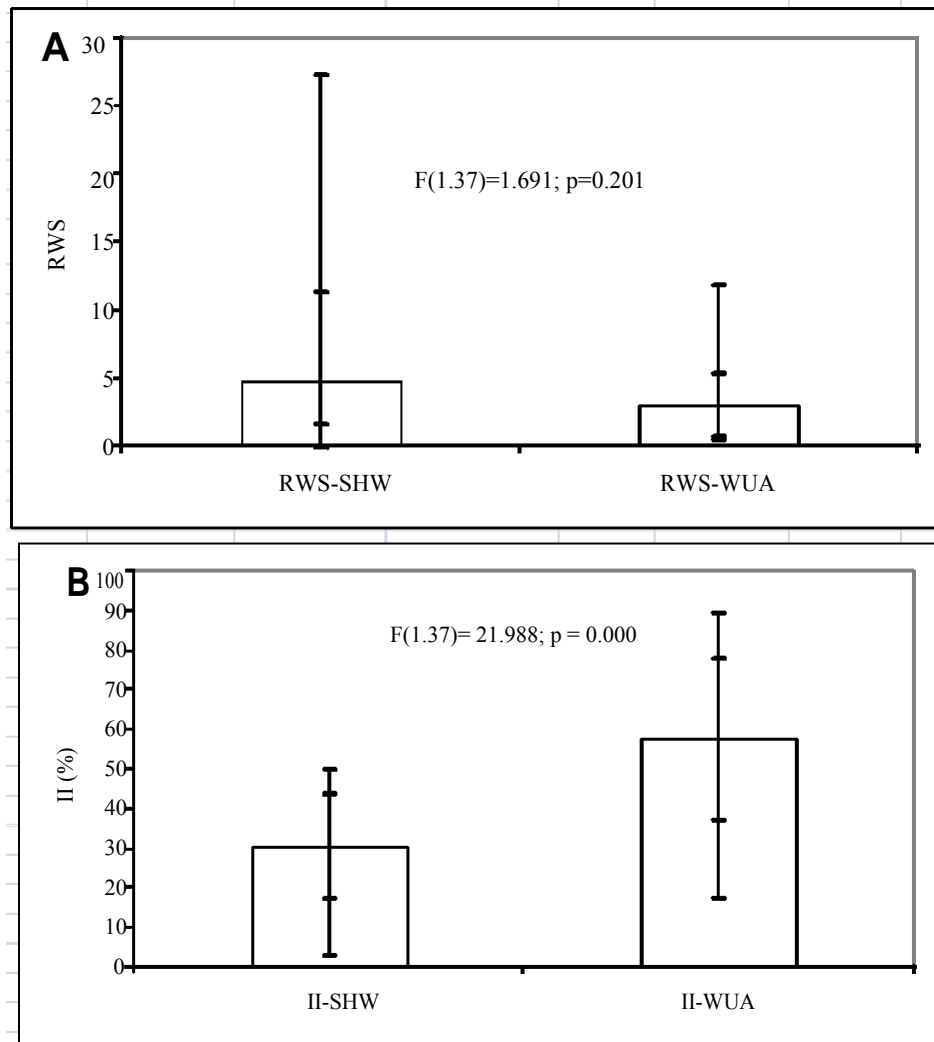 A
30
25
20
15
10
5
0
RWS
F(1.37)=1.691; p=0.201
RWS-SHW RWS-WUA
B
100
90
80
70
60
50
40
30
20
10
0
II (%)
F(1.37)= 21.988; p = 0.000
II-SHW II-WUA